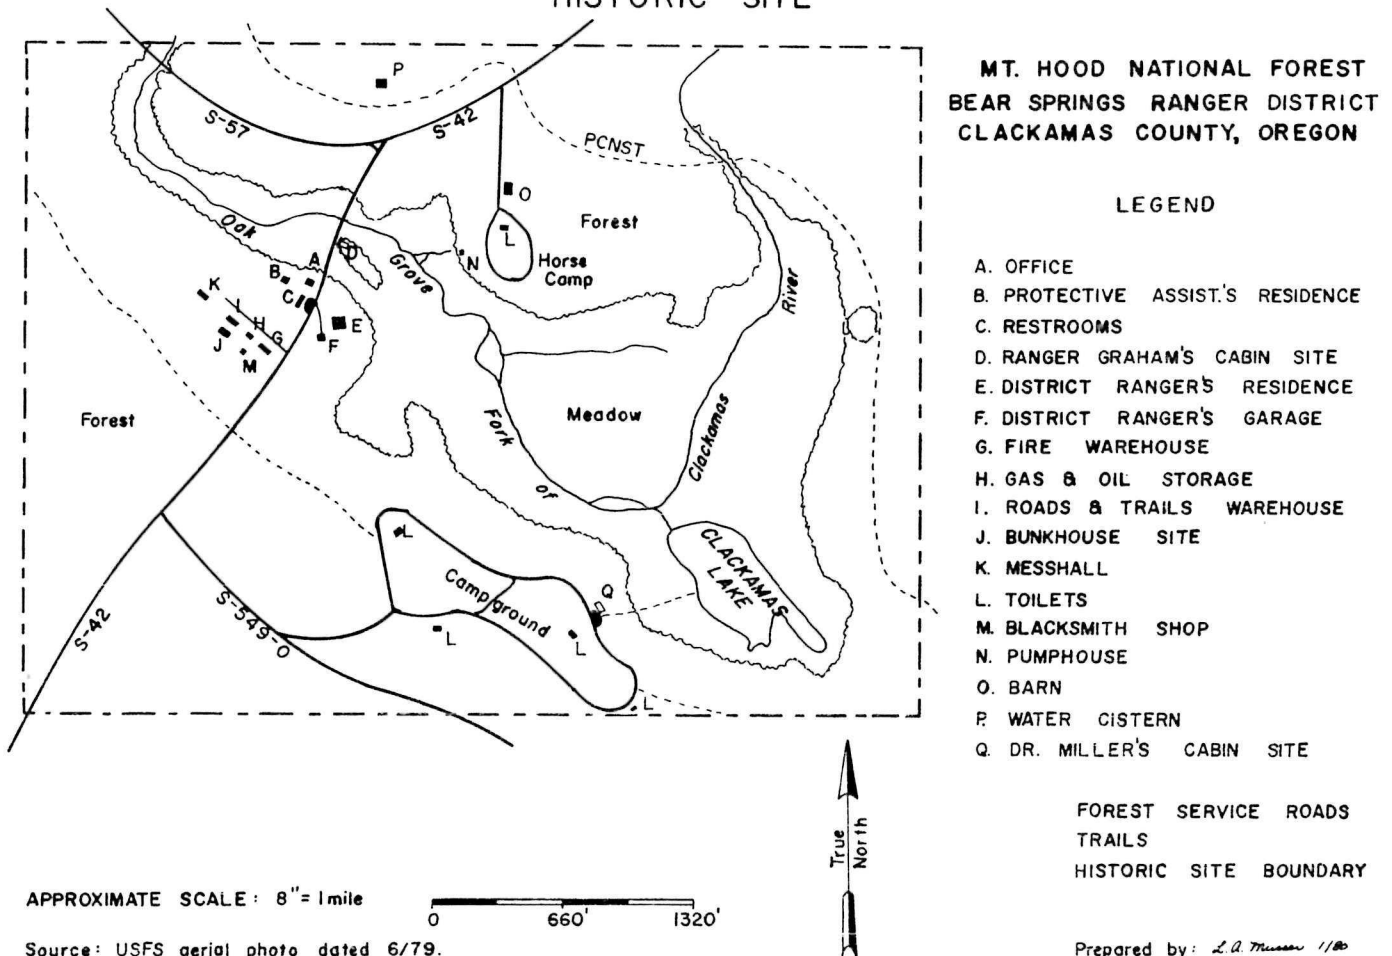 HISTORIC SITE
MT. HOOD NATIONAL FOREST
BEAR SPRINGS RANGER DISTRICT
CLACKAMAS COUNTY, OREGON
LEGEND
A. OFFICE
B. PROTECTIVE ASSIST.'S RESIDENCE
C. RESTROOMS
D. RANGER GRAHAM'S CABIN SITE
E. DISTRICT RANGER'S RESIDENCE
F. DISTRICT RANGER'S GARAGE
G. FIRE WAREHOUSE
H. GAS & OIL STORAGE
I. ROADS & TRAILS WAREHOUSE
J. BUNKHOUSE SITE
K. MESSHALL
L. TOILETS
M. BLACKSMITH SHOP
N. PUMPHOUSE
O. BARN
P. WATER CISTERN
Q. DR. MILLER'S CABIN SITE
FOREST SERVICE ROADS
TRAILS
HISTORIC SITE BOUNDARY
P
S-57
S-42
PCNST
O
Forest
L
Horse
Camp
N
Oak
Grove
Fork
of
Clackamas
River
A
B
C
D
E
F
K
I
H
G
J
M
Forest
Meadow
CLACKAMAS
LAKE
L
Campground
Q
L
L
L
S-42
S-549-O
True
North
APPROXIMATE SCALE: 8"= 1 mile
0 660' 1320'
Source: USFS aerial photo dated 6/79.
Prepared by: L.A. Musser 1/80